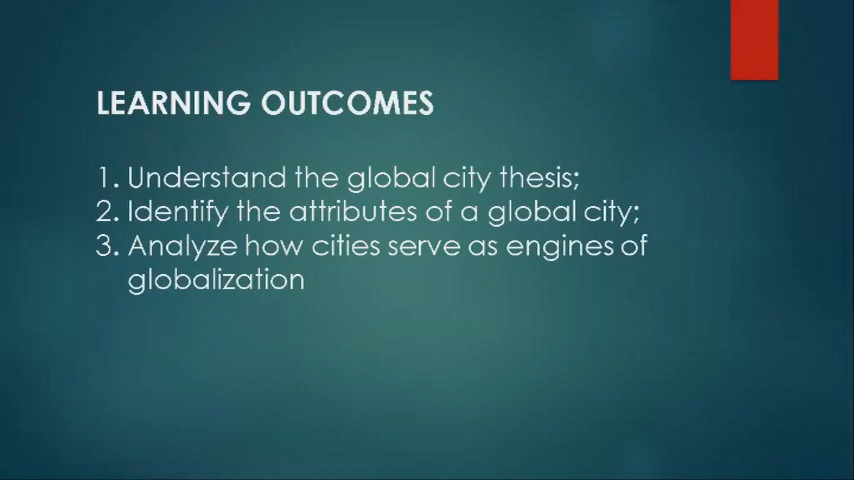 LEARNING OUTCOMES
1. Understand the global city thesis;
2. Identify the attributes of a global city;
3. Analyze how cities serve as engines of
globalization